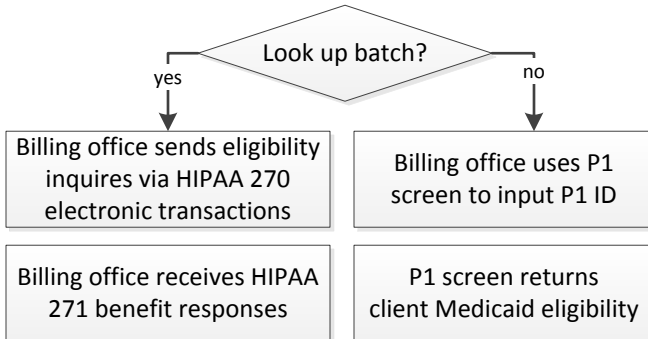 Look up batch?
yes
no
Billing office sends eligibility
inquires via HIPAA 270
electronic transactions
Billing office uses P1
screen to input P1 ID
Billing office receives HIPAA
271 benefit responses
P1 screen returns
client Medicaid eligibility